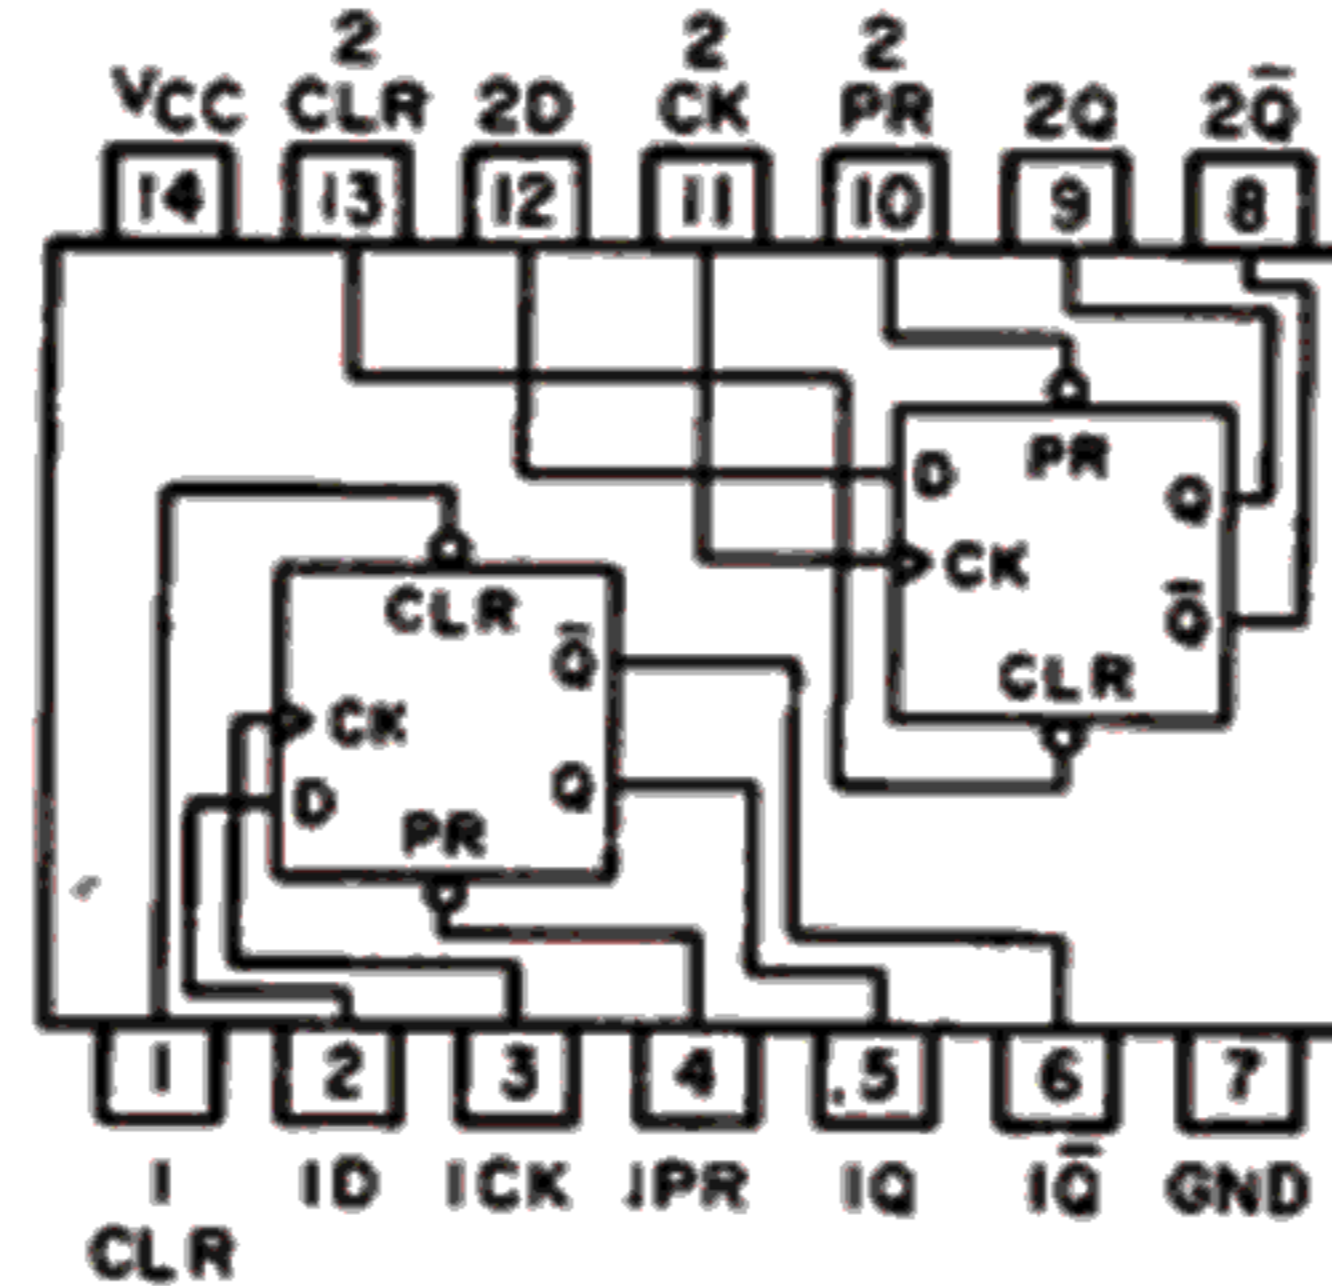 2 2 2
VCC CLR 2D CK PR 2Q 2Q̅
14 13 12 11 10 9 8
PR
D
Q
CK
Q̅
CLR
CLR
Q̅
CK
Q
D
PR
1 2 3 4 .5 6 7
1 1D 1CK 1PR 1Q 1Q̅ GND
CLR